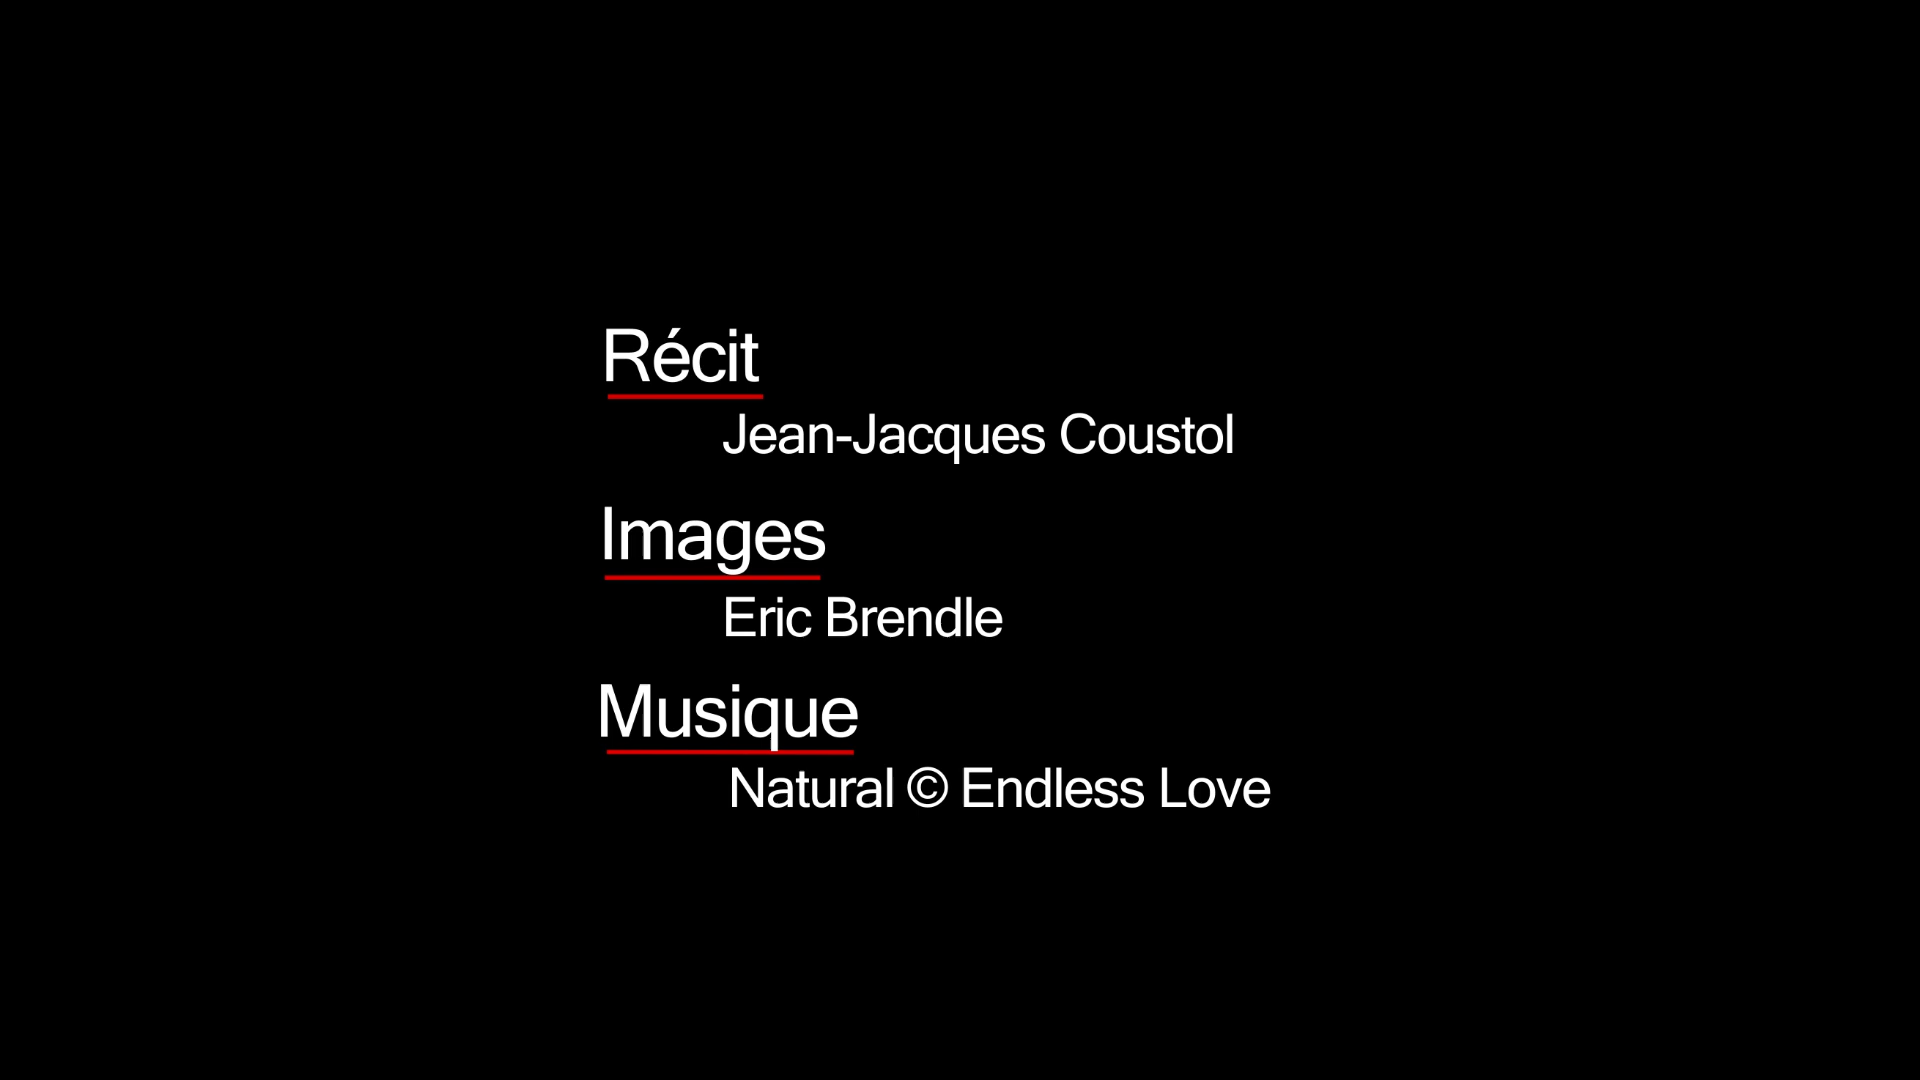 Récit
Jean-Jacques Coustol
Images
Eric Brendle
Musique
Natural © Endless Love